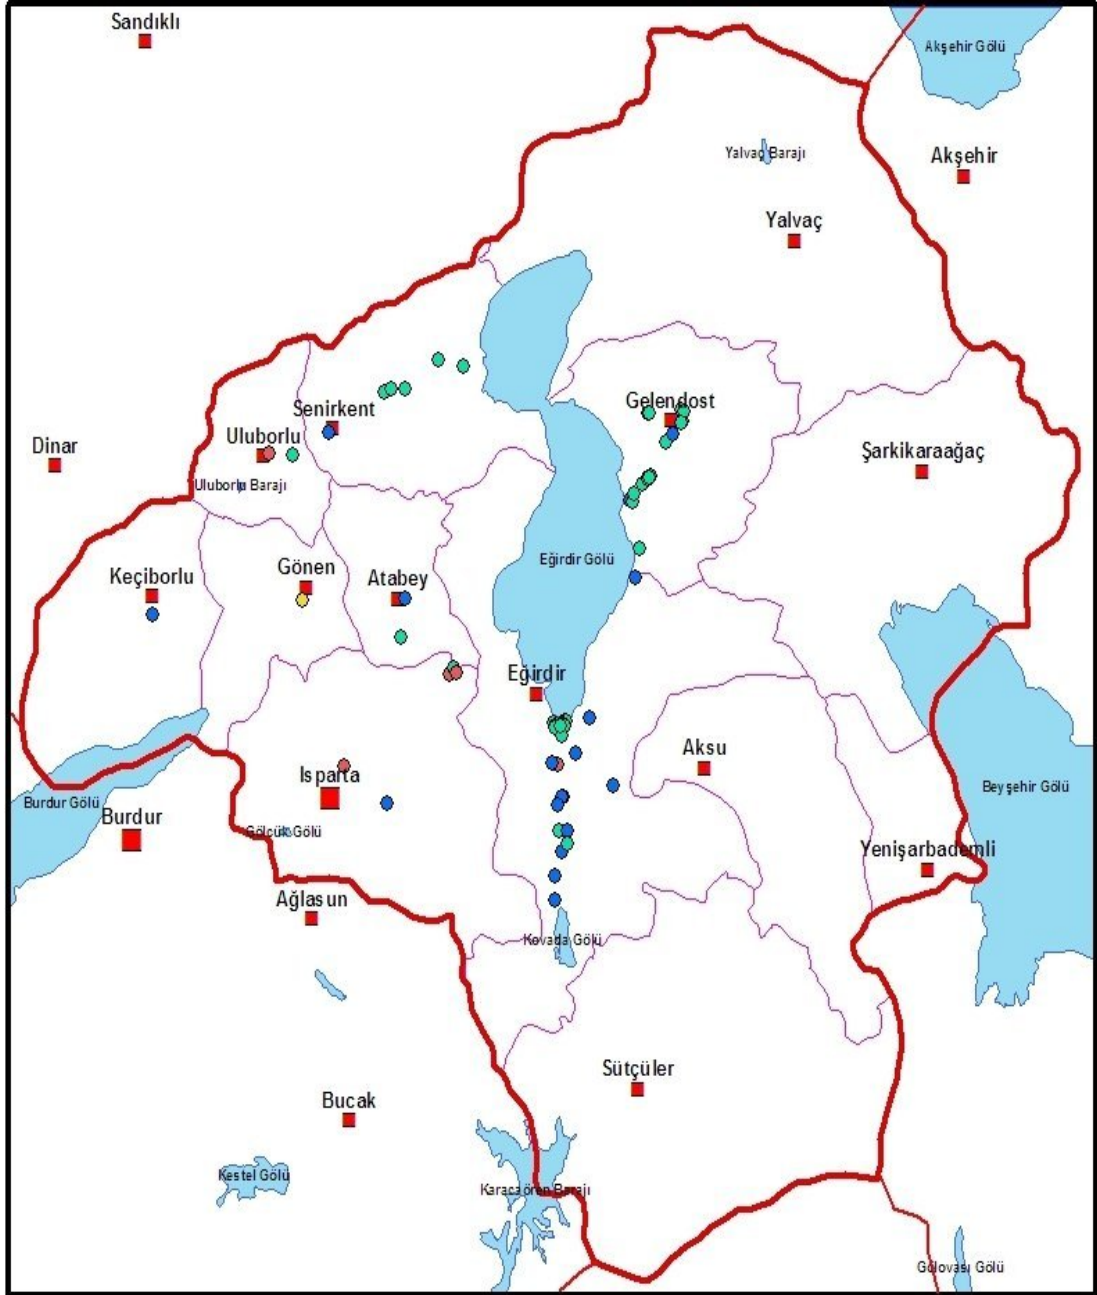 Sandıklı
Akşehir Gölü
Yalvaç Barajı
Akşehir
Yalvaç
Gelendost
Senirkent
Uluborlu
Dinar
Şarkikaraağaç
Uluborlu Barajı
Eğirdir Gölü
Gönen
Keçiborlu
Atabey
Eğirdir
Aksu
Isparta
Beyşehir Gölü
Burdur Gölü
Burdur
Gölcük Gölü
Yenişarbademli
Ağlasun
Kovada Gölü
Sütçüler
Bucak
Kestel Gölü
Karacaören Barajı
Gölovası Gölü